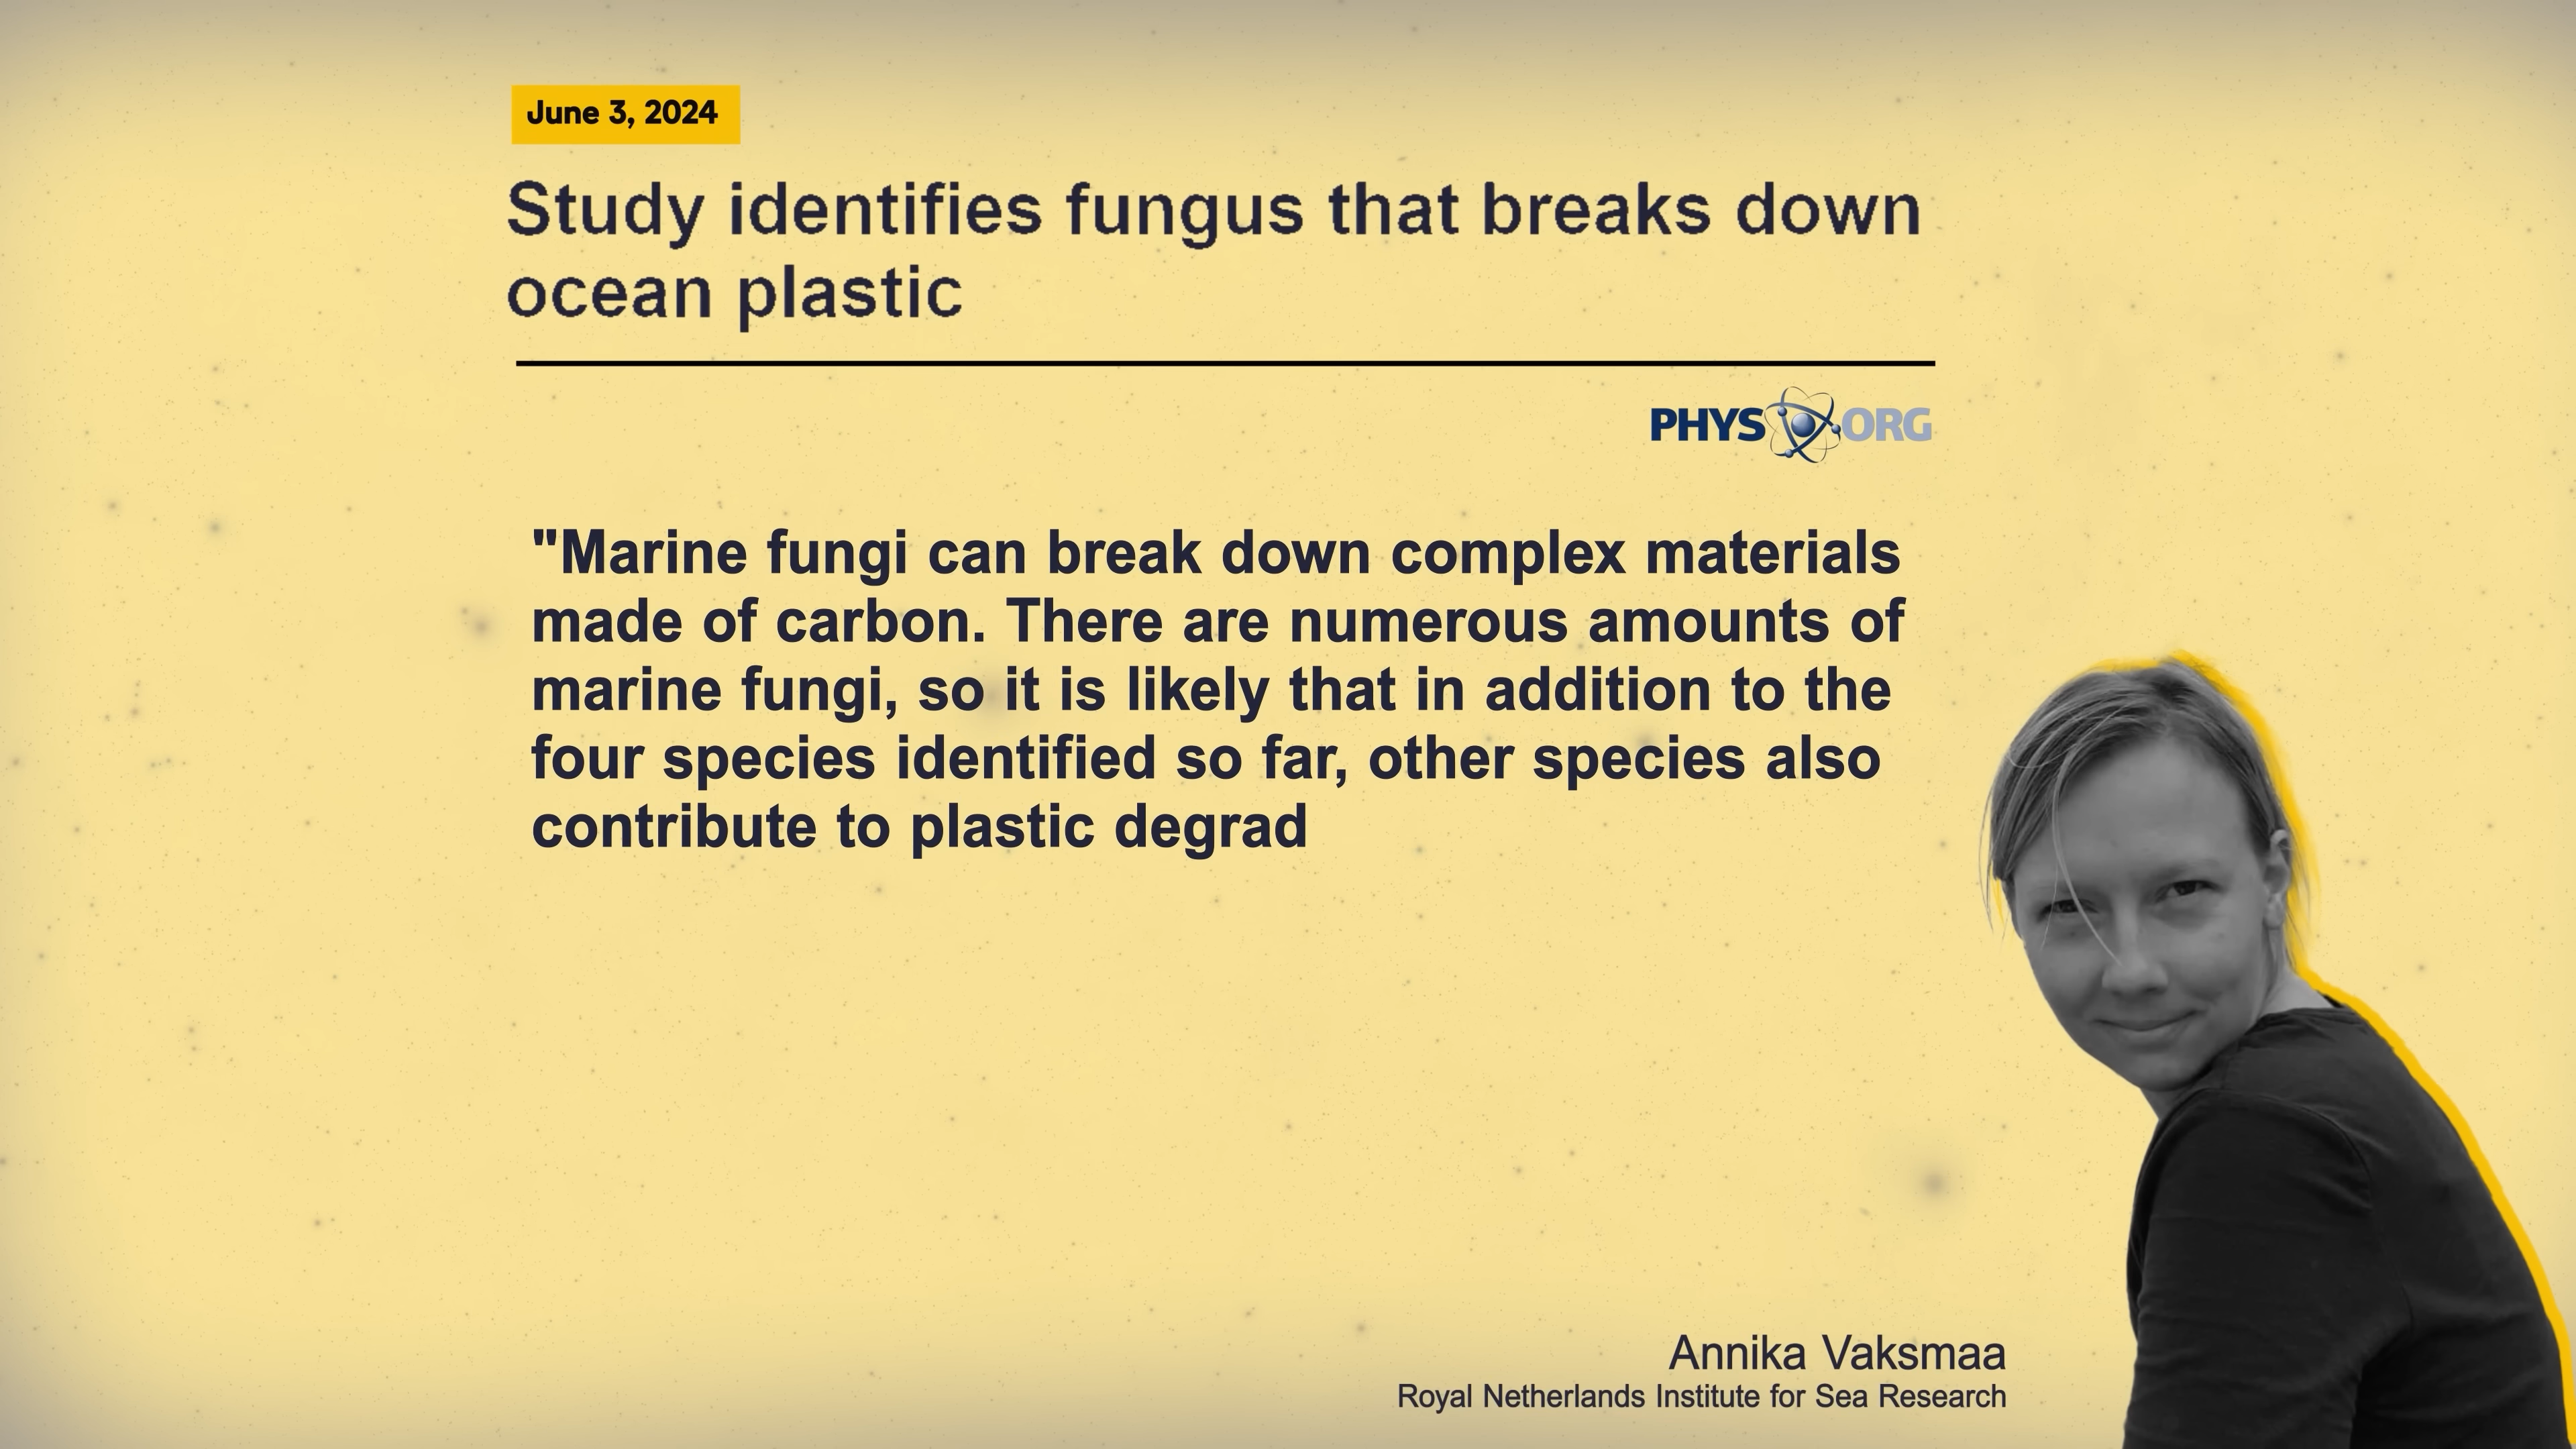 June 3, 2024
Study identifies fungus that breaks down
ocean plastic
PHYS ORG
"Marine fungi can break down complex materials
made of carbon. There are numerous amounts of
marine fungi, so it is likely that in addition to the
four species identified so far, other species also
contribute to plastic degrad
Annika Vaksmaa
Royal Netherlands Institute for Sea Research